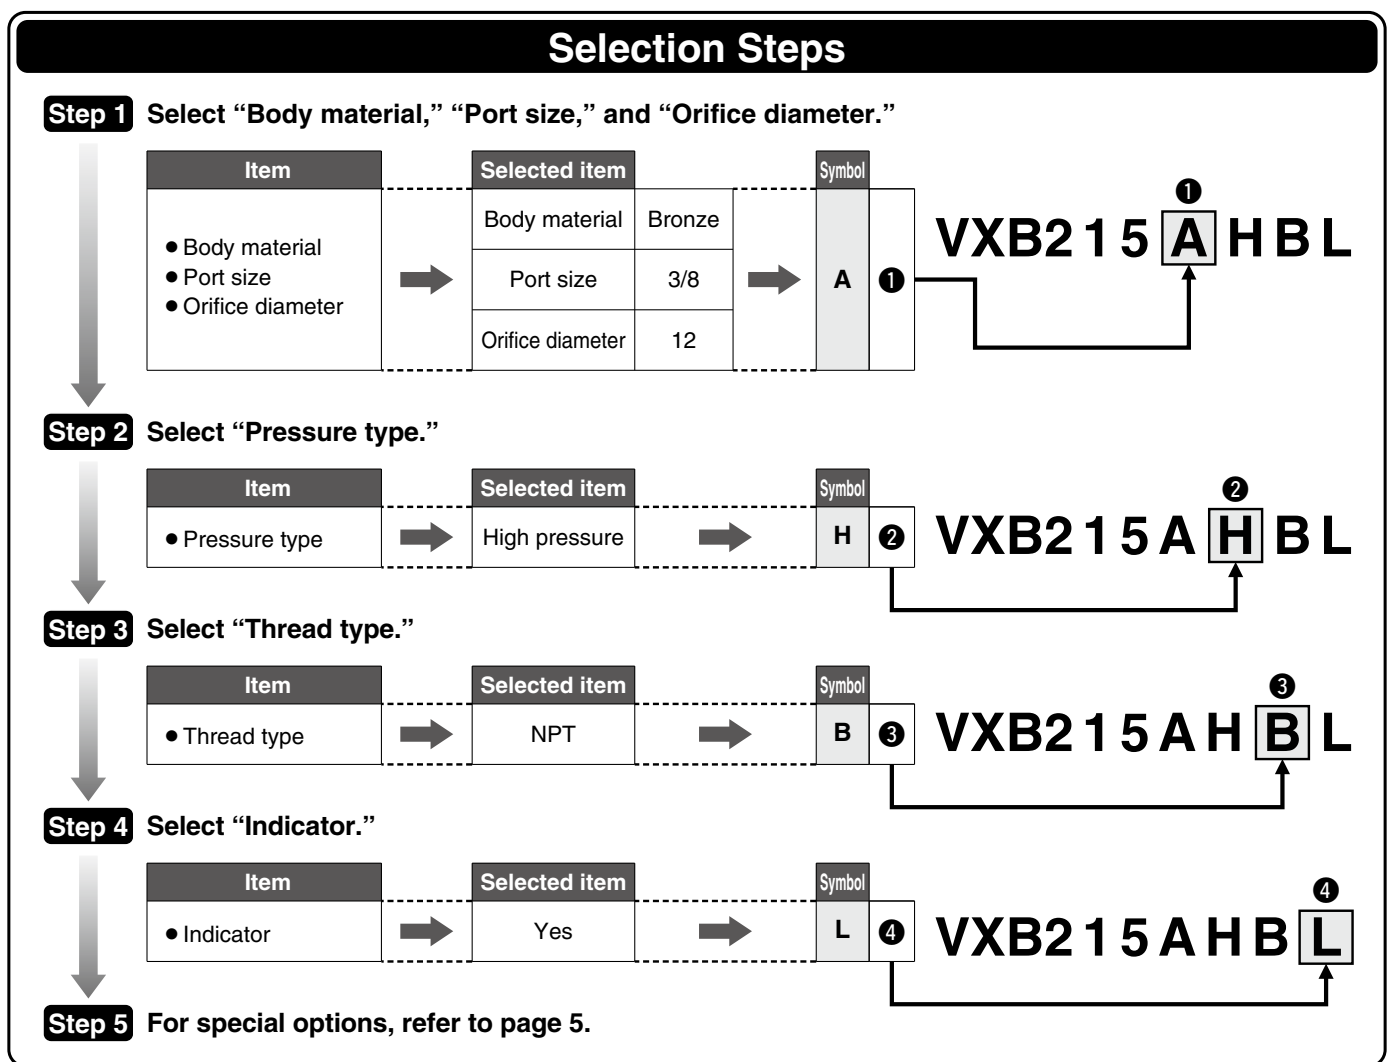 Selection Steps
Step 1 Select “Body material,” “Port size,” and “Orifice diameter.”
Item Selected item Symbol
● Body material
● Port size
● Orifice diameter
Body material Bronze
Port size 3/8
Orifice diameter 12
A ❶
❶
VXB215AHBL
Step 2 Select “Pressure type.”
Item Selected item Symbol
● Pressure type High pressure H ❷
❷
VXB215AHBL
Step 3 Select “Thread type.”
Item Selected item Symbol
● Thread type NPT B ❸
❸
VXB215AHBL
Step 4 Select “Indicator.”
Item Selected item Symbol
● Indicator Yes L ❹
❹
VXB215AHBL
Step 5 For special options, refer to page 5.